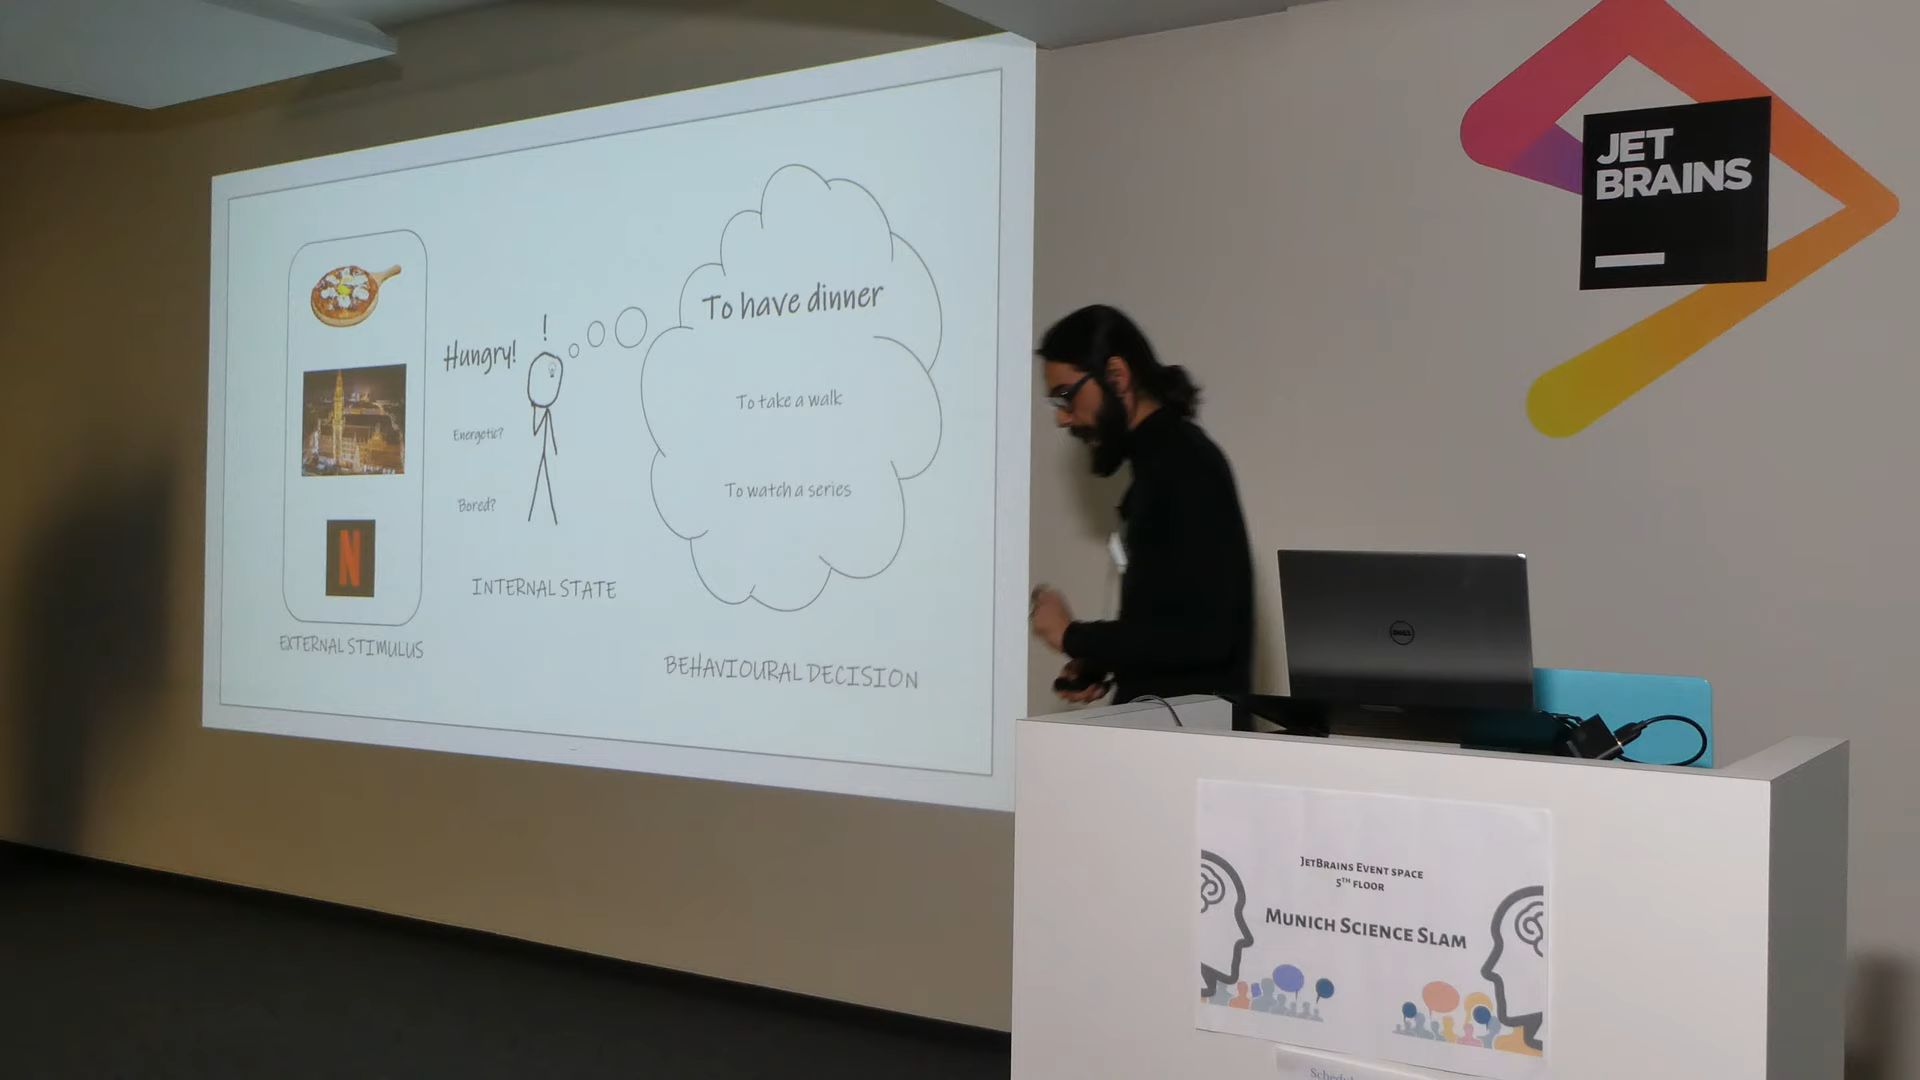 Hungry!
!
Energetic?
Bored?
To have dinner
To take a walk
To watch a series
N
EXTERNAL STIMULUS
INTERNAL STATE
BEHAVIOURAL DECISION
JET
BRAINS
DELL
JETBRAINS EVENT SPACE
5TH FLOOR
MUNICH SCIENCE SLAM